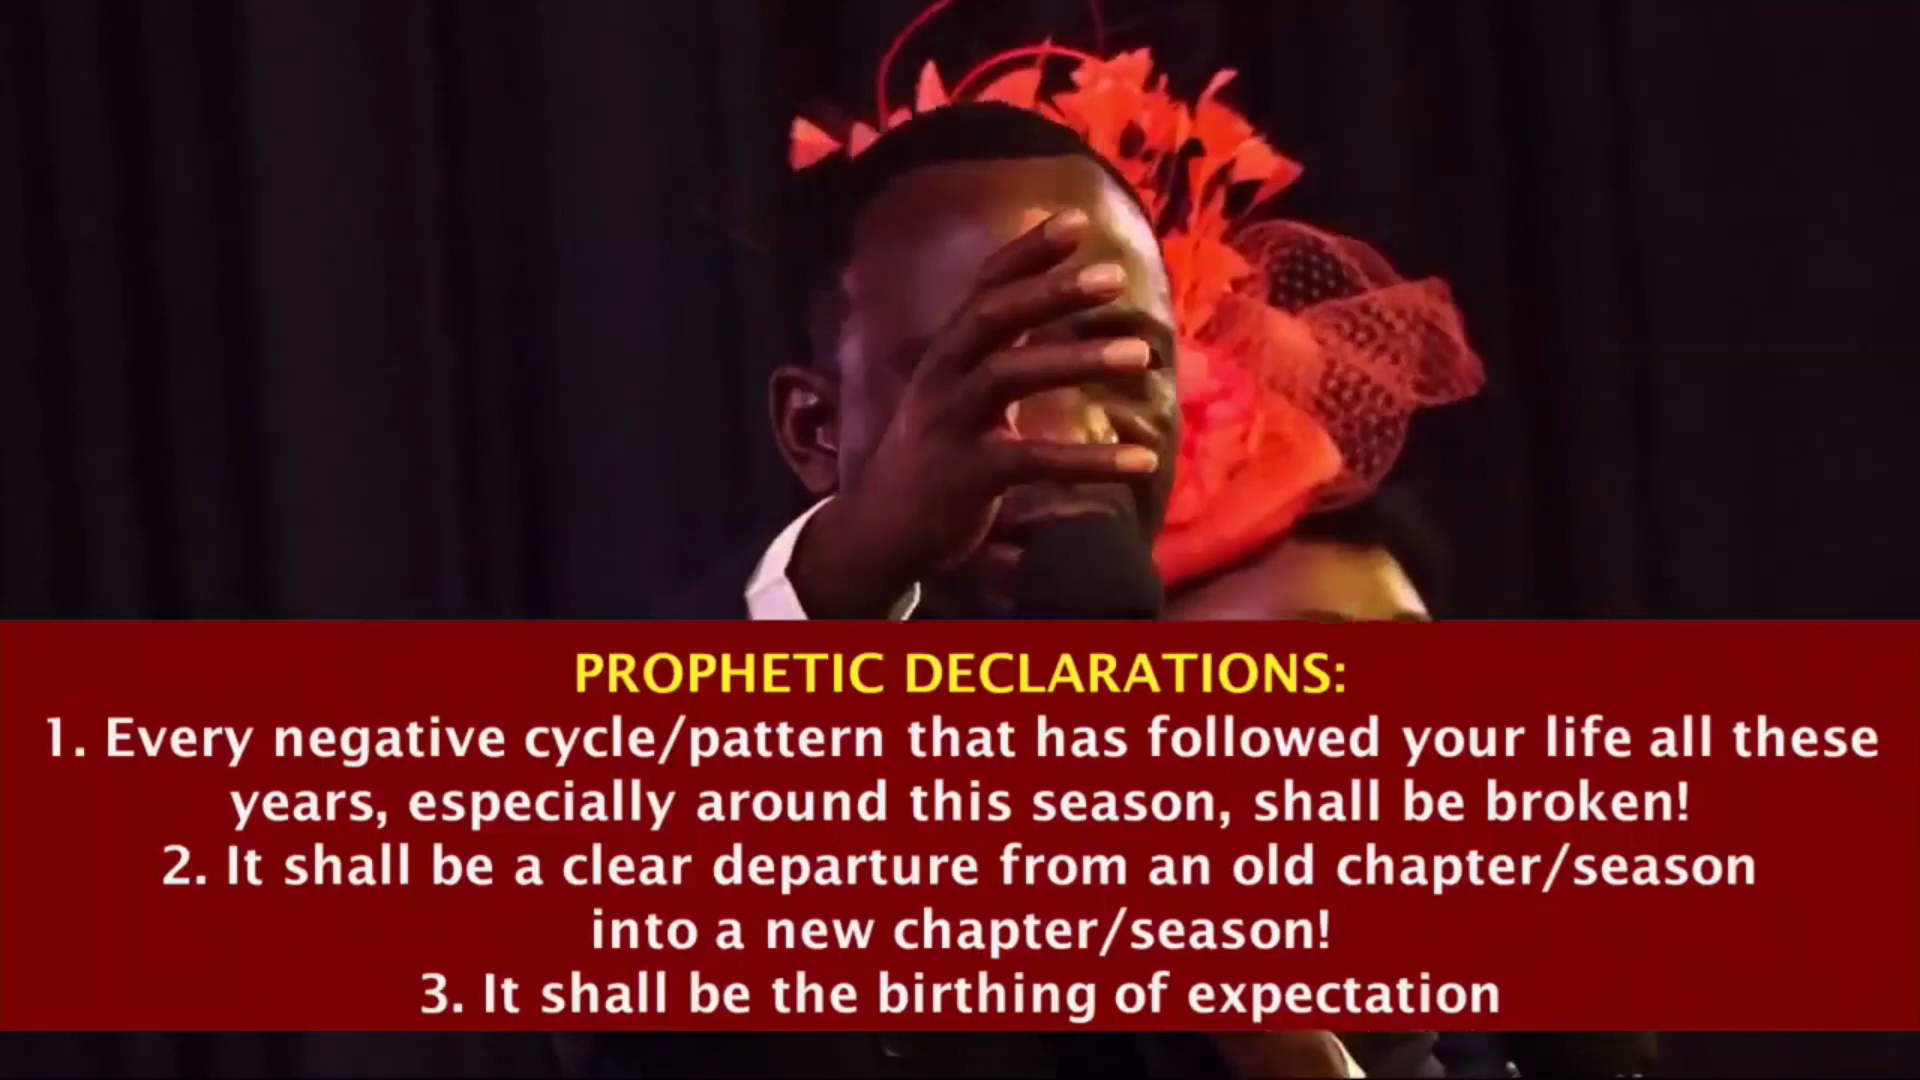 PROPHETIC DECLARATIONS:
1. Every negative cycle/pattern that has followed your life all these
years, especially around this season, shall be broken!
2. It shall be a clear departure from an old chapter/season
into a new chapter/season!
3. It shall be the birthing of expectation